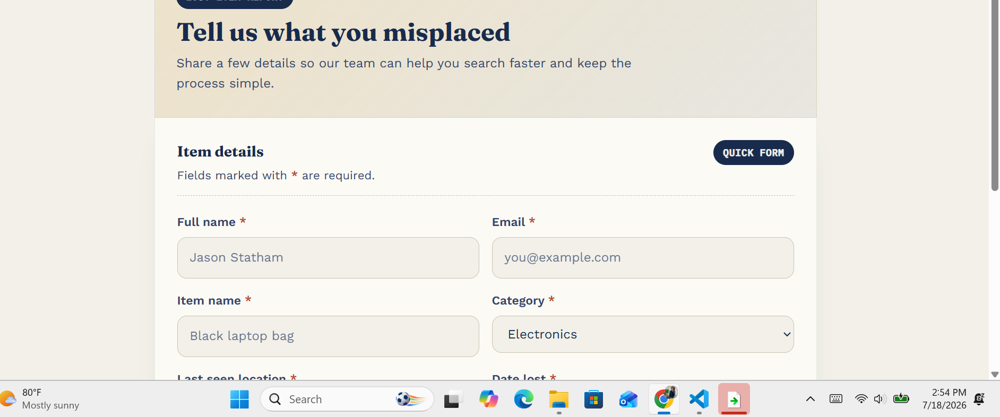 Tell us what you misplaced
Share a few details so our team can help you search faster and keep the
process simple.
Item details
QUICK FORM
Fields marked with * are required.
Full name *
Email *
Jason Statham
you@example.com
Item name *
Category *
Black laptop bag
Electronics
Last seen location *
Date lost *
80°F
Mostly sunny
Search
2:54 PM
7/18/2026